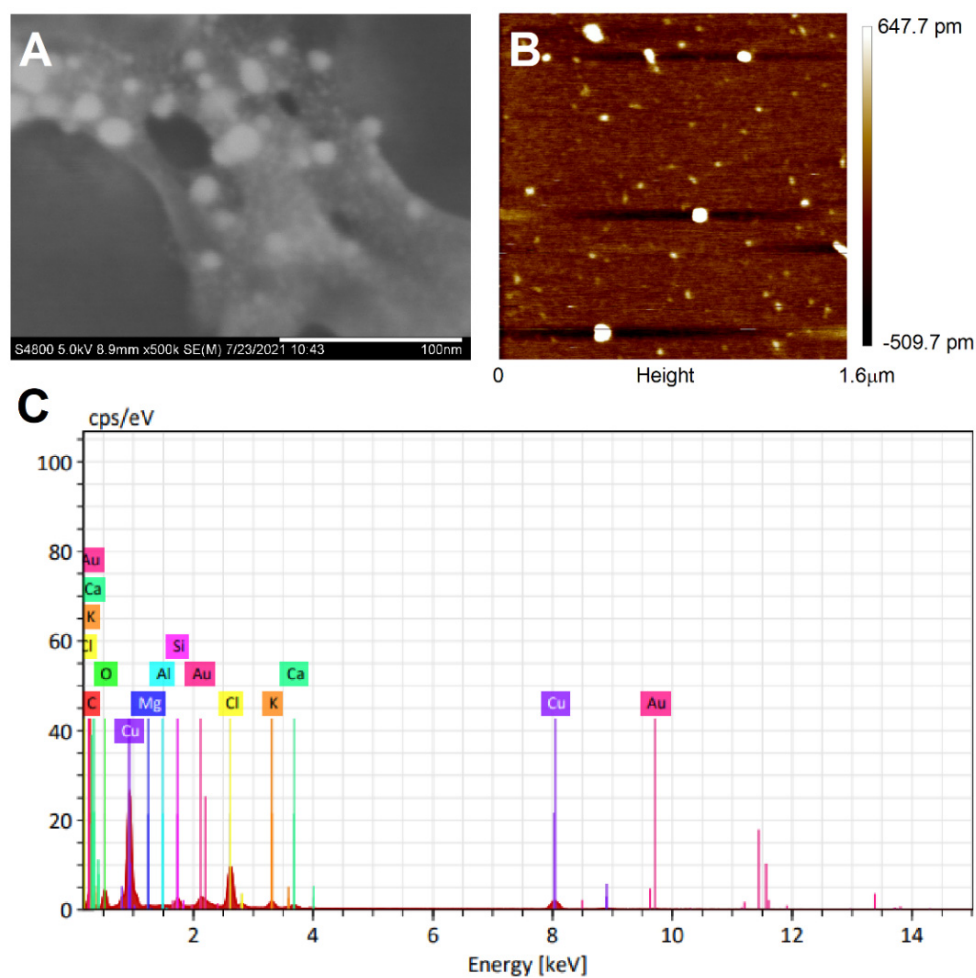 A
S4800 5.0kV 8.9mm x500k SE(M) 7/23/2021 10:43 100nm
B
647.7 pm
-509.7 pm
0 Height 1.6μm
C
cps/eV
100
80
60
40
20
0
Au
Ca
K
Cl
C
O
Cu
Mg
Al
Si
Au
Cl
K
Ca
Cu
Au
2 4 6 8 10 12 14
Energy [keV]